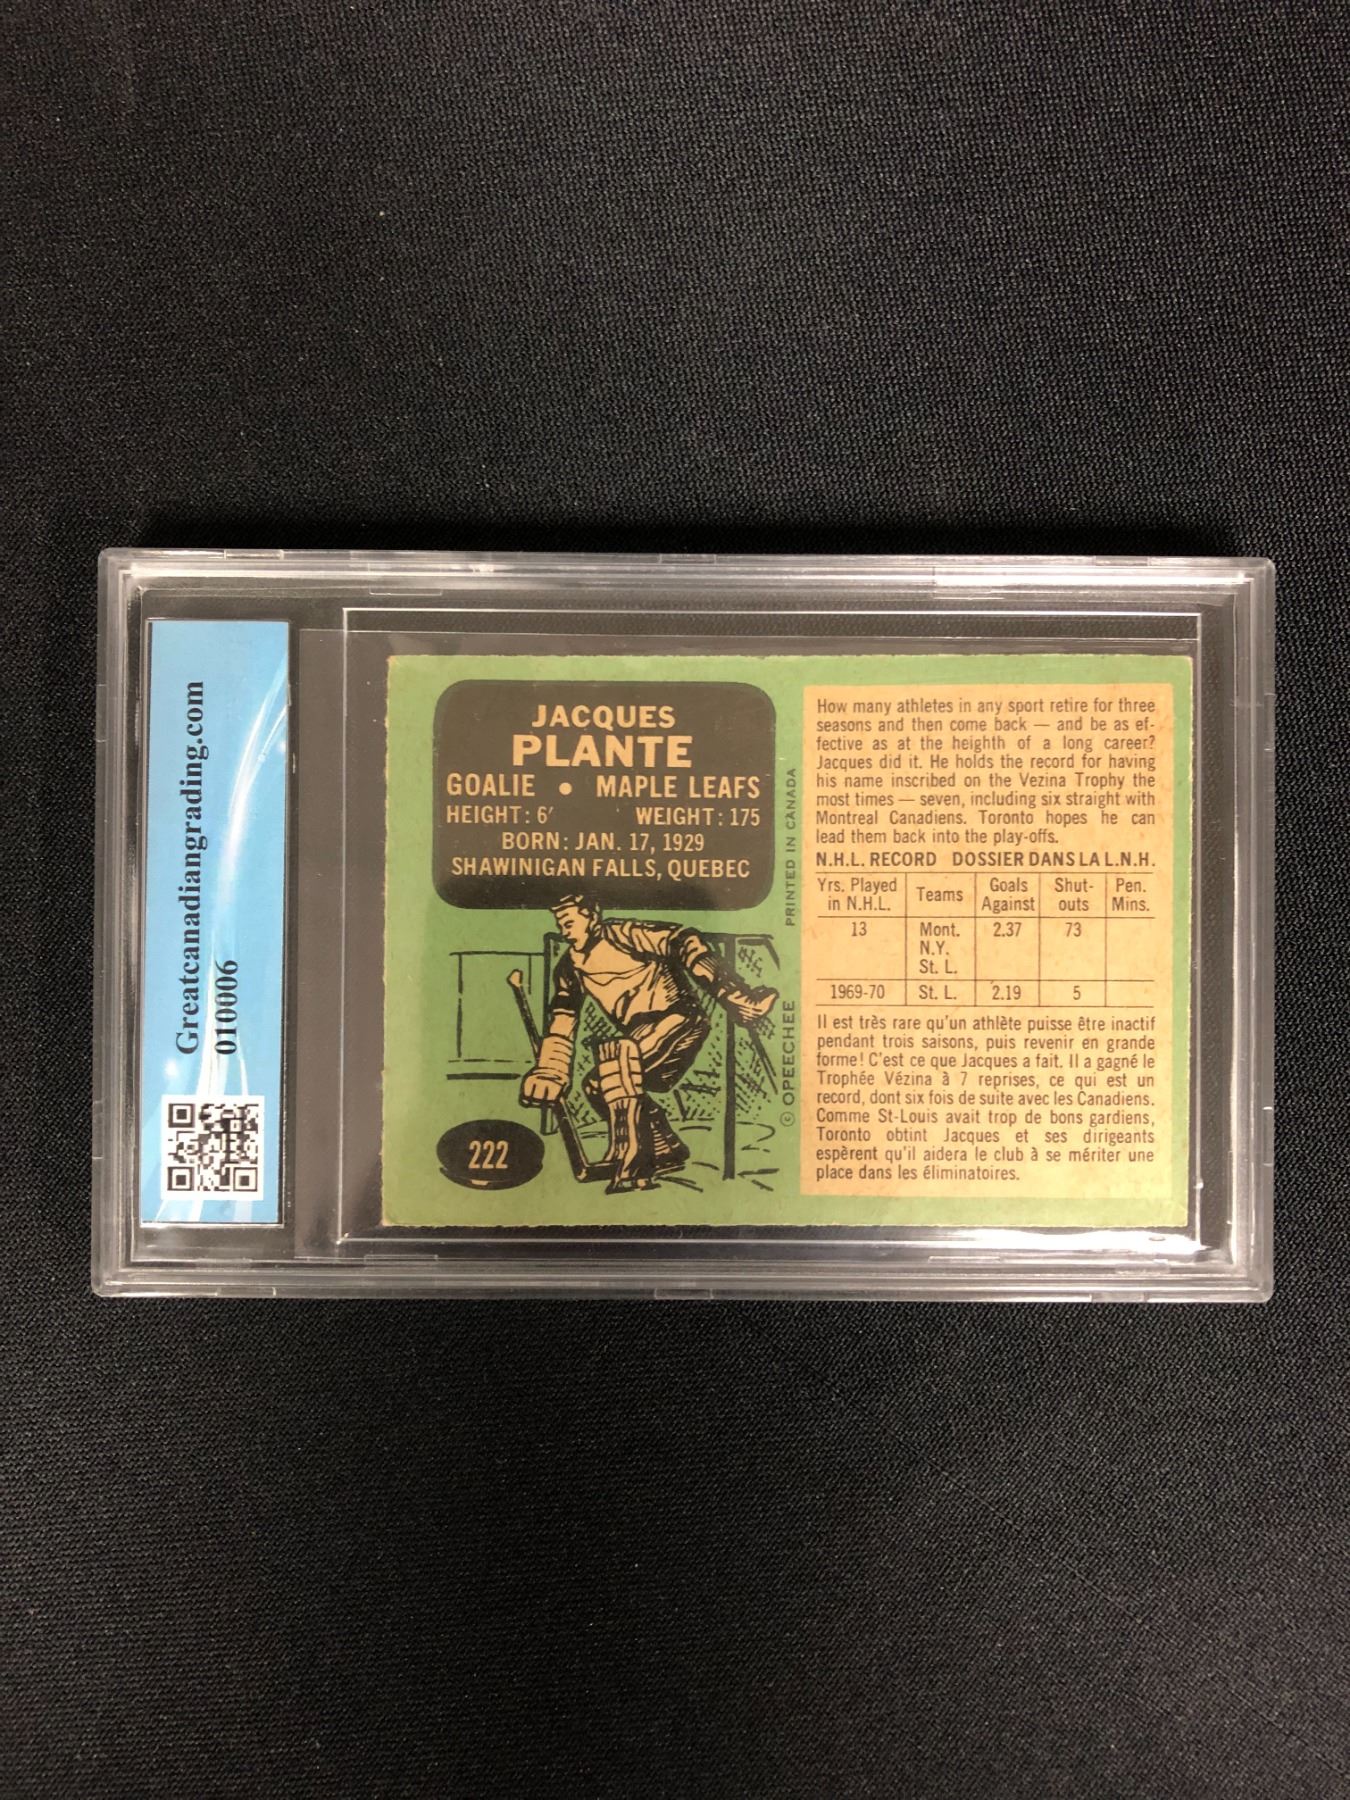 Greatcanadiangrading.com
010006
JACQUES
PLANTE
GOALIE • MAPLE LEAFS
HEIGHT: 6′ WEIGHT: 175
BORN: JAN. 17, 1929
SHAWINIGAN FALLS, QUEBEC
222
© OPEECHEE PRINTED IN CANADA
How many athletes in any sport retire for three
seasons and then come back — and be as ef-
fective as at the heighth of a long career?
Jacques did it. He holds the record for having
his name inscribed on the Vezina Trophy the
most times — seven, including six straight with
Montreal Canadiens. Toronto hopes he can
lead them back into the play-offs.
N.H.L. RECORD DOSSIER DANS LA L.N.H.
Yrs. Played Teams Goals Shut- Pen.
in N.H.L. Against outs Mins.
13 Mont. 2.37 73
N.Y.
St. L.
1969-70 St. L. 2.19 5
Il est très rare qu'un athlète puisse être inactif
pendant trois saisons, puis revenir en grande
forme! C'est ce que Jacques a fait. Il a gagné le
Trophée Vézina à 7 reprises, ce qui est un
record, dont six fois de suite avec les Canadiens.
Comme St-Louis avait trop de bons gardiens,
Toronto obtint Jacques et ses dirigeants
espèrent qu'il aidera le club à se mériter une
place dans les éliminatoires.